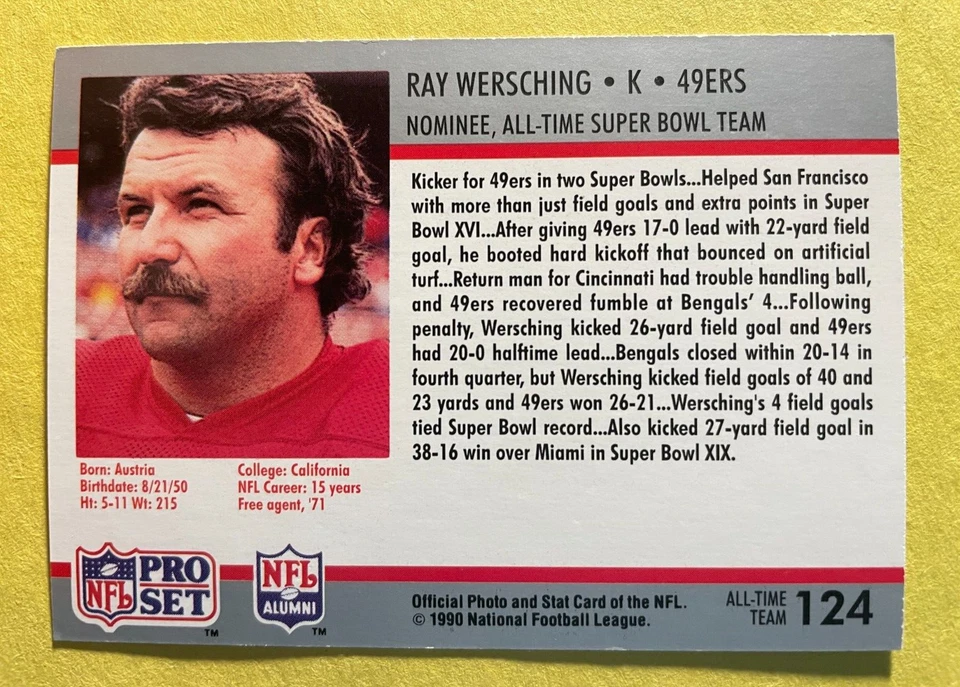 RAY WERSCHING • K • 49ERS
NOMINEE, ALL-TIME SUPER BOWL TEAM
Kicker for 49ers in two Super Bowls...Helped San Francisco
with more than just field goals and extra points in Super
Bowl XVI...After giving 49ers 17-0 lead with 22-yard field
goal, he booted hard kickoff that bounced on artificial
turf...Return man for Cincinnati had trouble handling ball,
and 49ers recovered fumble at Bengals' 4...Following
penalty, Wersching kicked 26-yard field goal and 49ers
had 20-0 halftime lead...Bengals closed within 20-14 in
fourth quarter, but Wersching kicked field goals of 40 and
23 yards and 49ers won 26-21...Wersching's 4 field goals
tied Super Bowl record...Also kicked 27-yard field goal in
38-16 win over Miami in Super Bowl XIX.
Born: Austria
Birthdate: 8/21/50
Ht: 5-11 Wt: 215
College: California
NFL Career: 15 years
Free agent, '71
NFL PRO SET TM
NFL ALUMNI TM
Official Photo and Stat Card of the NFL.
© 1990 National Football League.
ALL-TIME
TEAM 124